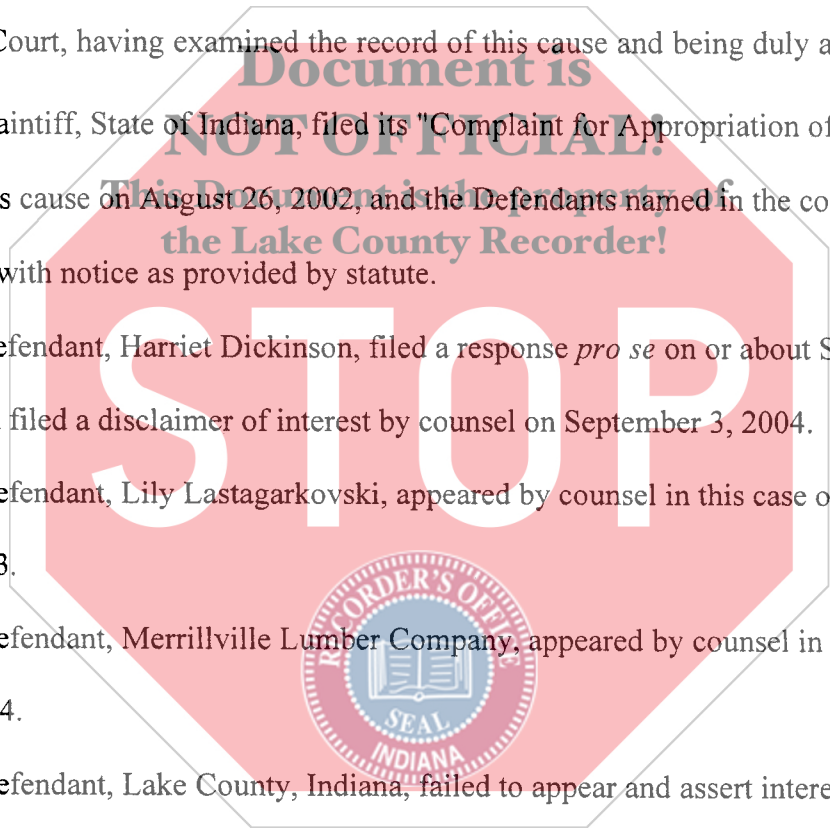 Court, having examined the record of this cause and being duly a
Document is
aintiff, State of Indiana, filed its "Complaint for Appropriation of
NOT OFFICIAL!
s cause on August 26, 2002, and the Defendants named in the co
This Document is the property of
the Lake County Recorder!
with notice as provided by statute.
efendant, Harriet Dickinson, filed a response pro se on or about S
filed a disclaimer of interest by counsel on September 3, 2004.
STOP
efendant, Lily Lastagarkovski, appeared by counsel in this case o
3.
RECORDER'S OFFICE
efendant, Merrillville Lumber Company, appeared by counsel in
4.
SEAL
INDIANA
efendant, Lake County, Indiana, failed to appear and assert intere